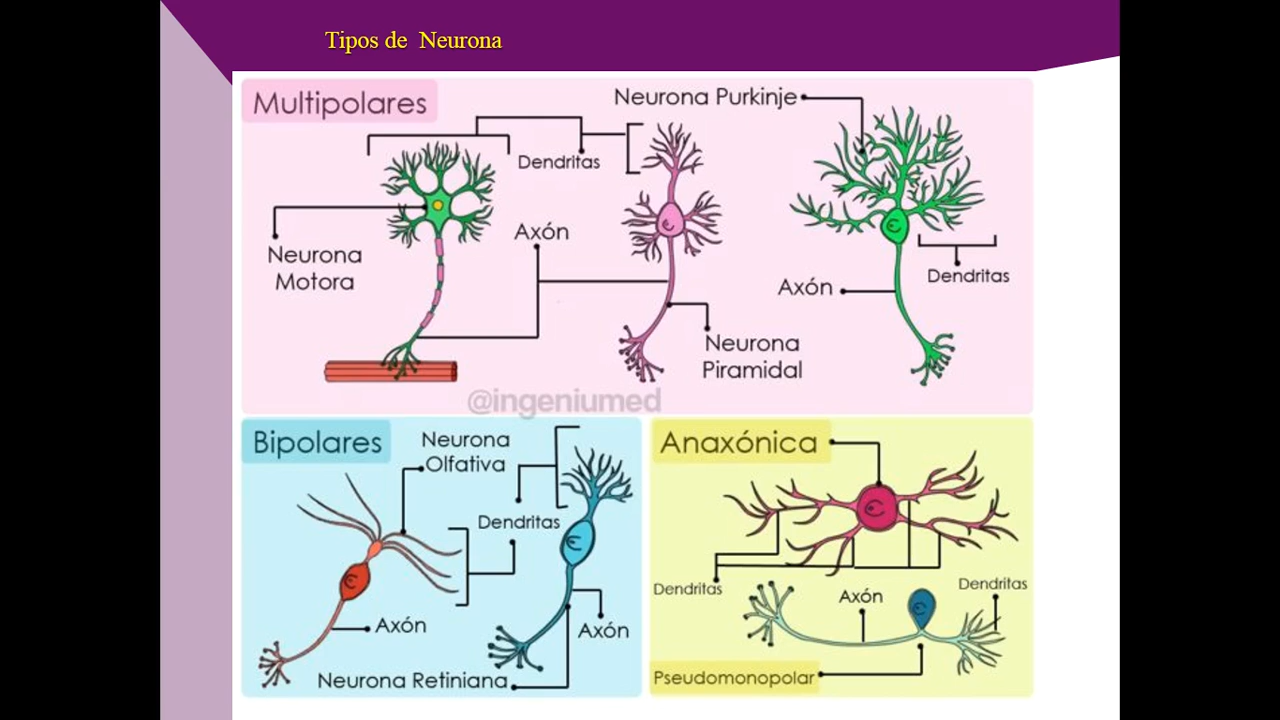 Tipos de Neurona
Multipolares
Neurona Purkinje
Dendritas
Axón
Neurona
Motora
Dendritas
Axón
Neurona
Piramidal
@ingeniumed
Bipolares
Neurona
Olfativa
Dendritas
Axón
Axón
Neurona Retiniana
Anaxónica
Dendritas
Axón
Dendritas
Pseudomonopolar